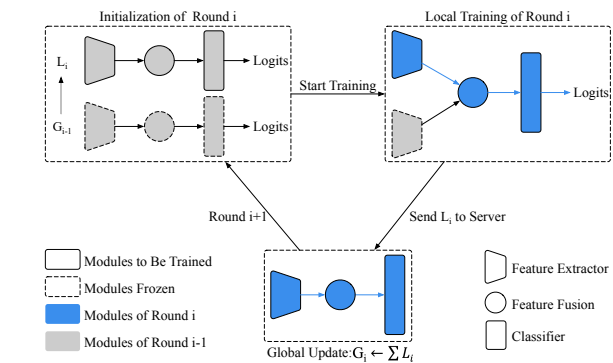 Initialization of Round i
Local Training of Round i
Lᵢ
Logits
Start Training
Logits
Gᵢ₋₁
Logits
Round i+1
Send Lᵢ to Server
Modules to Be Trained
Modules Frozen
Modules of Round i
Modules of Round i-1
Feature Extractor
Feature Fusion
Classifier
Global Update:Gᵢ ← ∑ Lᵢ